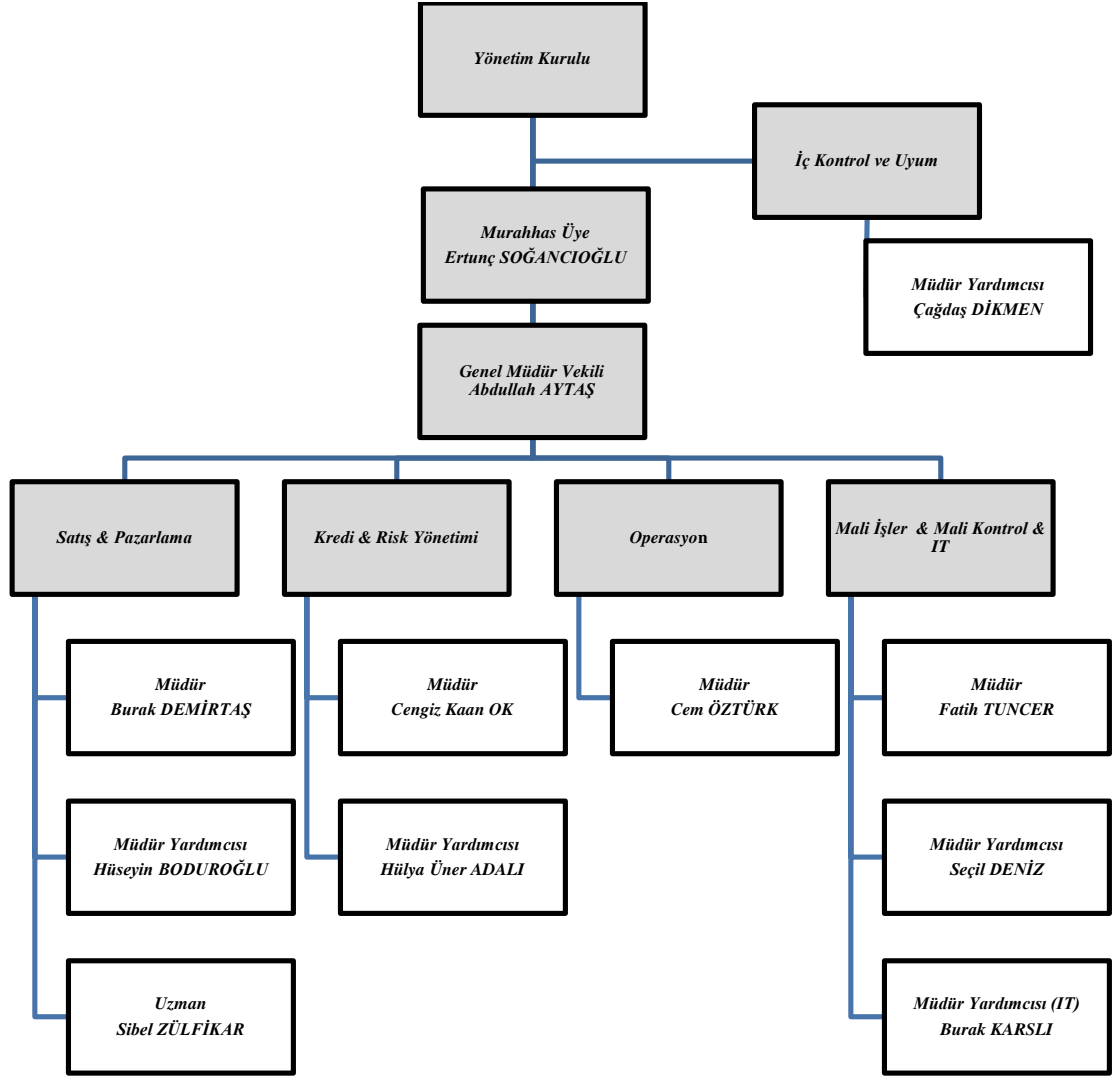 Yönetim Kurulu
İç Kontrol ve Uyum
Murahhas Üye
Ertunç SOĞANCIOĞLU
Müdür Yardımcısı
Çağdaş DİKMEN
Genel Müdür Vekili
Abdullah AYTAŞ
Satış & Pazarlama
Kredi & Risk Yönetimi
Operasyon
Mali İşler & Mali Kontrol &
IT
Müdür
Burak DEMİRTAŞ
Müdür
Cengiz Kaan OK
Müdür
Cem ÖZTÜRK
Müdür
Fatih TUNCER
Müdür Yardımcısı
Hüseyin BODUROĞLU
Müdür Yardımcısı
Hülya Üner ADALI
Müdür Yardımcısı
Seçil DENİZ
Uzman
Sibel ZÜLFİKAR
Müdür Yardımcısı (IT)
Burak KARSLI